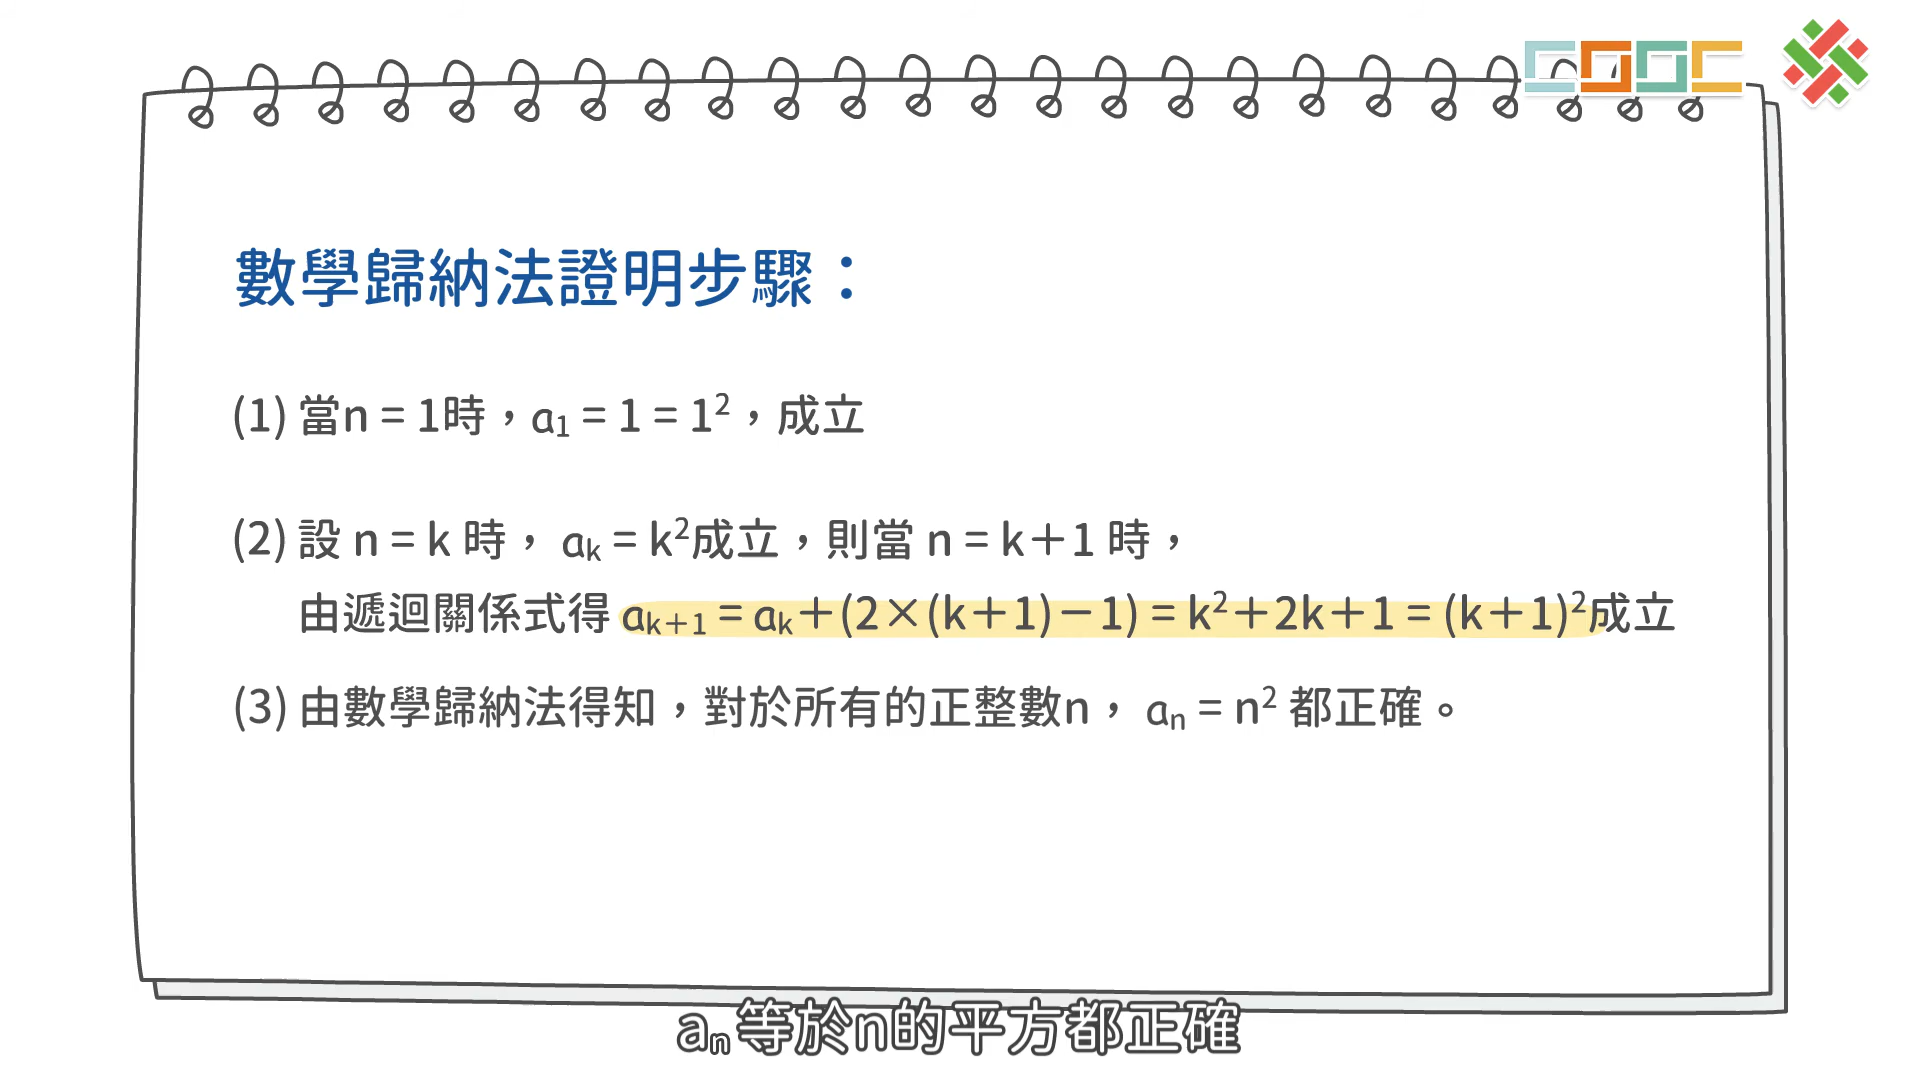 COOC
數學歸納法證明步驟：
(1) 當n = 1時，a₁ = 1 = 1²，成立
(2) 設 n = k 時， aₖ = k²成立，則當 n = k＋1 時，
由遞迴關係式得 aₖ₊₁ = aₖ＋(2×(k＋1)－1) = k²＋2k＋1 = (k＋1)²成立
(3) 由數學歸納法得知，對於所有的正整數n， aₙ = n² 都正確。
aₙ等於n的平方都正確